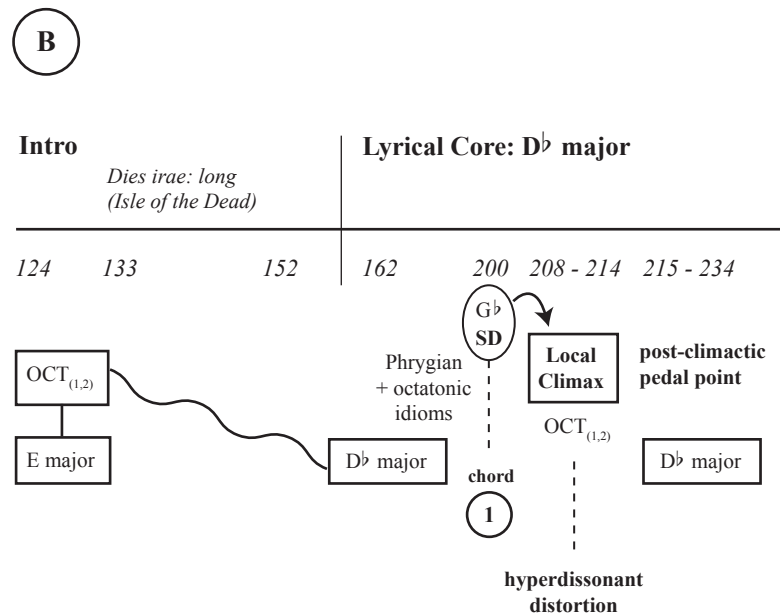 B
Intro
Lyrical Core: D♭ major
Dies irae: long
(Isle of the Dead)
124 133 152 162 200 208 - 214 215 - 234
G♭
SD
OCT(1,2)
E major
D♭ major
Phrygian
+ octatonic
idioms
chord
1
Local
Climax
OCT(1,2)
hyperdissonant
distortion
post-climactic
pedal point
D♭ major